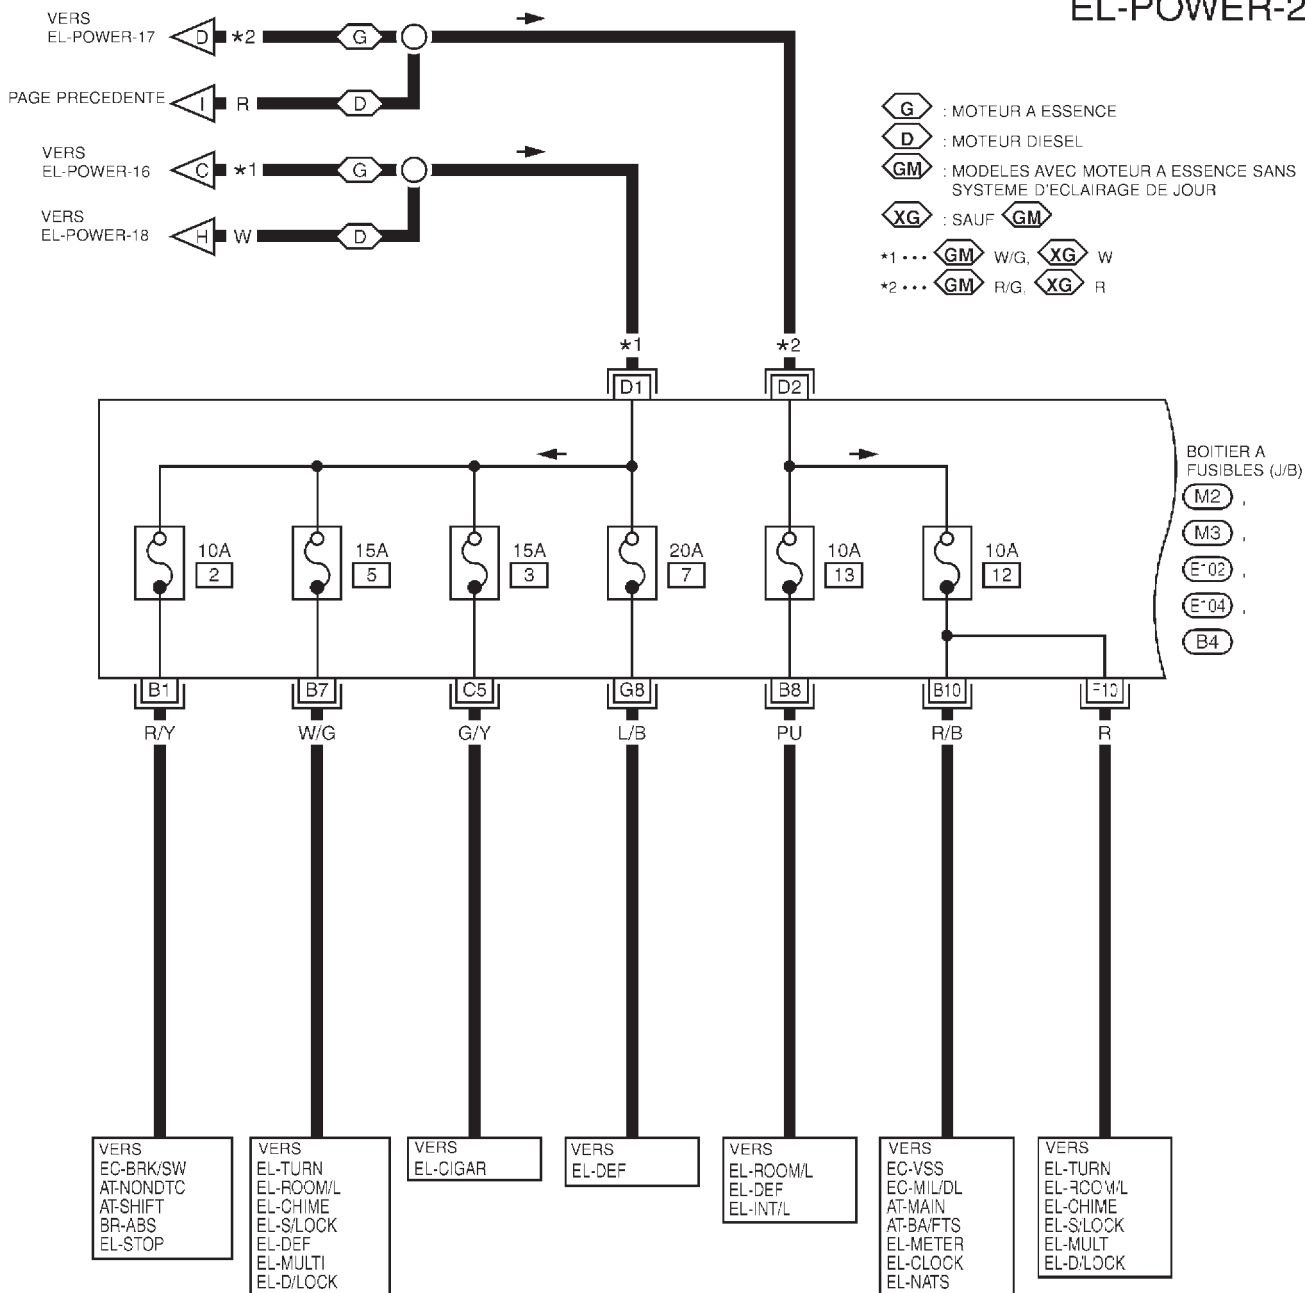 EL-POWER-2
VERS
EL-POWER-17
D
*2
G
PAGE PRECEDENTE
I
R
D
VERS
EL-POWER-16
C
*1
G
VERS
EL-POWER-18
H
W
D
G : MOTEUR A ESSENCE
D : MOTEUR DIESEL
GM : MODELES AVEC MOTEUR A ESSENCE SANS
SYSTEME D'ECLAIRAGE DE JOUR
XG : SAUF GM
*1 ••• GM W/G, XG W
*2 ••• GM R/G, XG R
*1
*2
D1
D2
BOITIER A
FUSIBLES (J/B)
M2 ,
M3 ,
E102 ,
E104 ,
B4
10A
2
15A
5
15A
3
20A
7
10A
13
10A
12
B1
B7
C5
G8
B8
B10
F10
R/Y
W/G
G/Y
L/B
PU
R/B
R
VERS
EC-BRK/SW
AT-NONDTC
AT-SHIFT
BR-ABS
EL-STOP
VERS
EL-TURN
EL-ROOM/L
EL-CHIME
EL-S/LOCK
EL-DEF
EL-MULTI
EL-D/LOCK
VERS
EL-CIGAR
VERS
EL-DEF
VERS
EL-ROOM/L
EL-DEF
EL-INT/L
VERS
EC-VSS
EC-MIL/DL
AT-MAIN
AT-BA/FTS
EL-METER
EL-CLOCK
EL-NATS
VERS
EL-TURN
EL-ROOM/L
EL-CHIME
EL-S/LOCK
EL-MULT
EL-D/LOCK